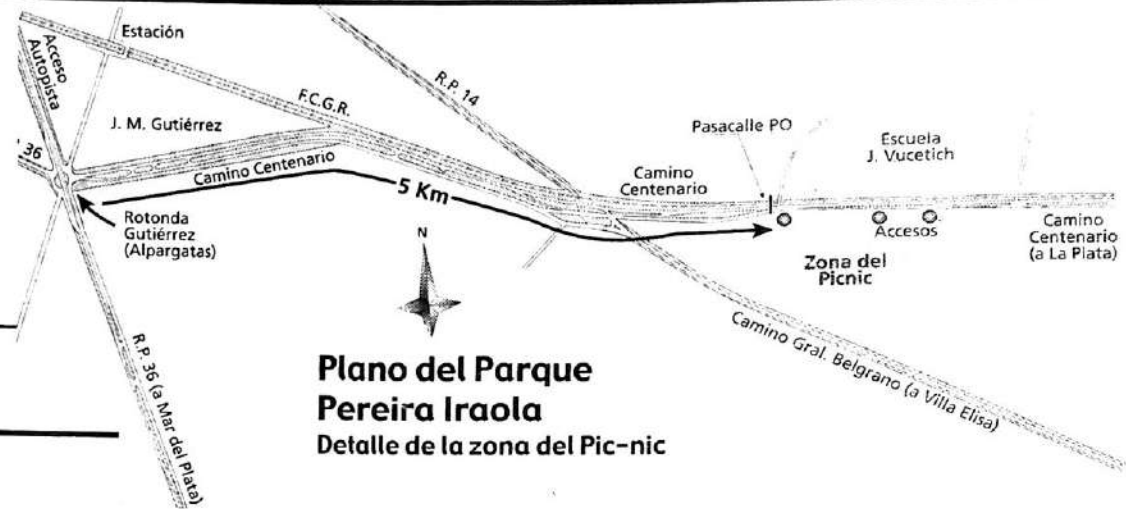 Estación
Acceso
Autopista
R.P. 14
F.C.G.R.
J. M. Gutiérrez
Pasacalle PO
Escuela
J. Vucetich
. 36
Camino Centenario
Camino
Centenario
5 Km
Rotonda
Gutiérrez
(Alpargatas)
Accesos
Camino
Centenario
(a La Plata)
N
Zona del
Picnic
R.P. 36 (a Mar del Plata)
Camino Gral. Belgrano (a Villa Elisa)
Plano del Parque
Pereira Iraola
Detalle de la zona del Pic-nic